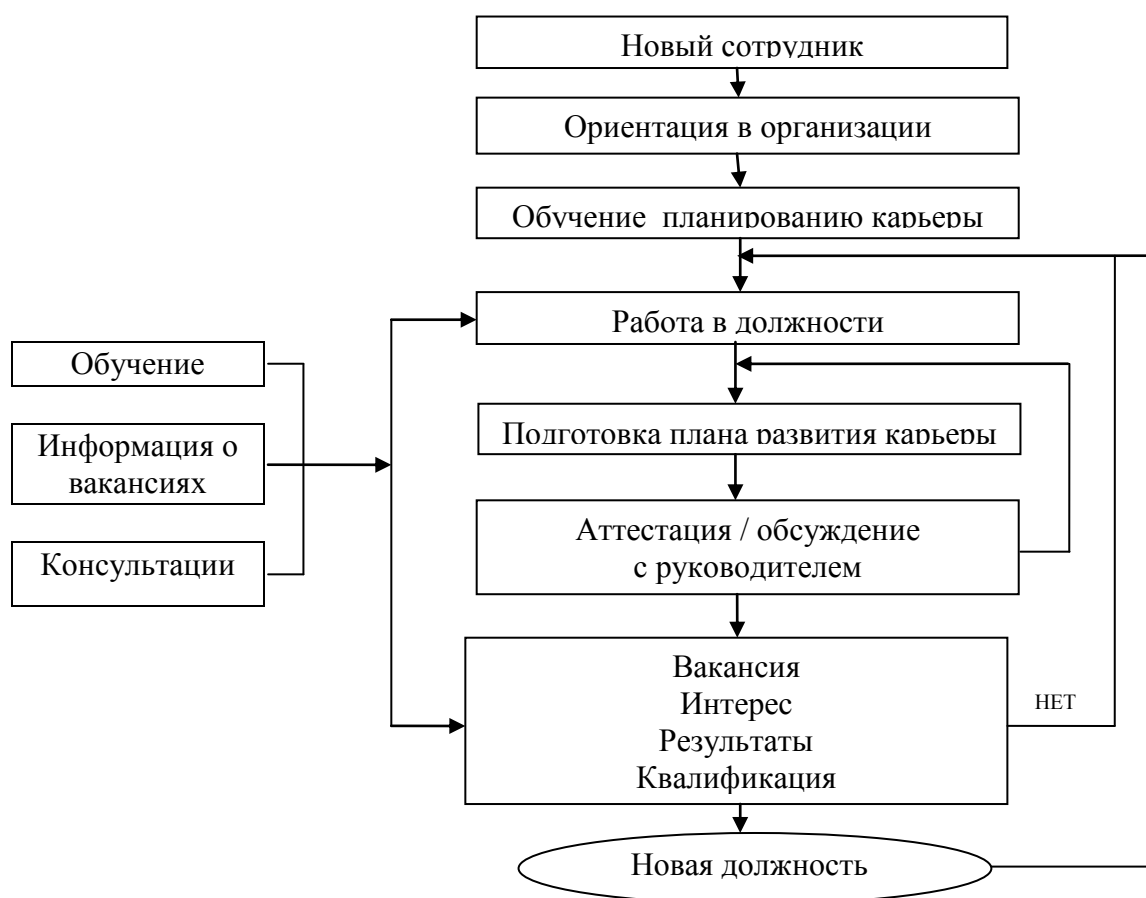 Новый сотрудник
Ориентация в организации
Обучение планированию карьеры
Работа в должности
Обучение
Информация о
вакансиях
Консультации
Подготовка плана развития карьеры
Аттестация / обсуждение
с руководителем
Вакансия
Интерес
Результаты
Квалификация
НЕТ
Новая должность